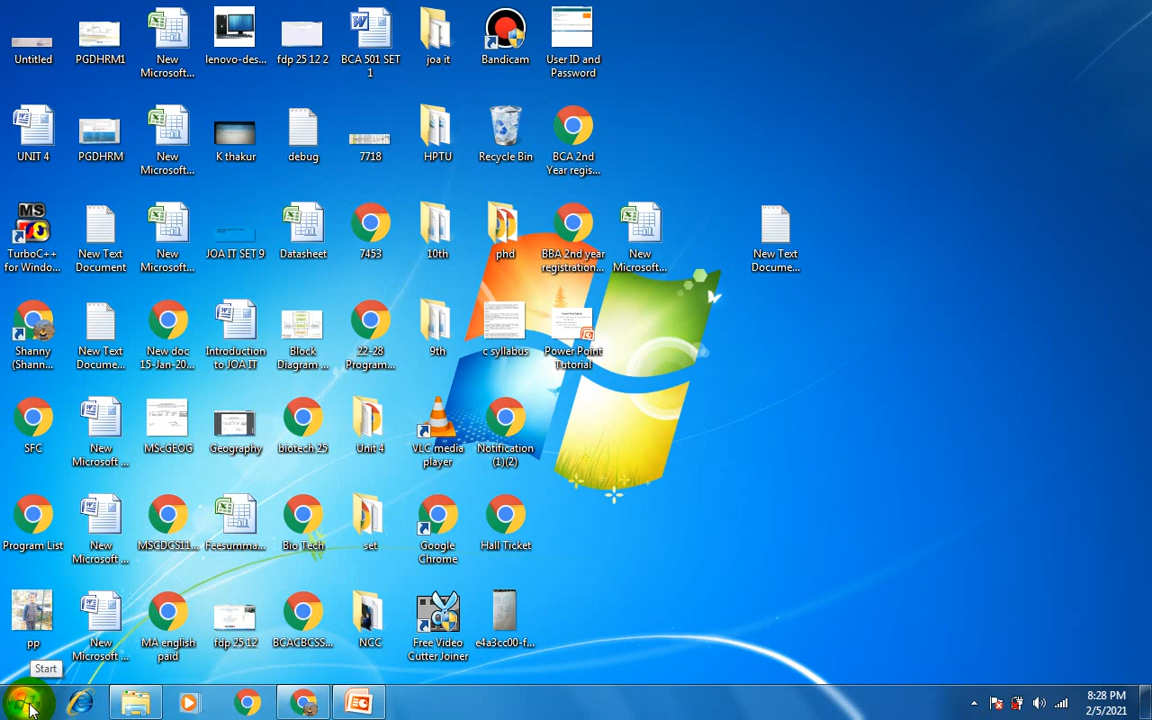 Untitled
PGDHRM1
New
Microsoft...
lenovo-des...
fdp 25 12 2
BCA 501 SET
1
joa it
Bandicam
User ID and
Password
UNIT 4
PGDHRM
New
Microsoft...
K thakur
debug
7718
HPTU
Recycle Bin
BCA 2nd
Year regis...
MS
TurboC++
for Windo...
New Text
Document
New
Microsoft...
JOA IT SET 9
Datasheet
7453
10th
phd
BBA 2nd year
registration...
New
Microsoft...
New Text
Docume...
Shanny
(Shann...
New Text
Docume...
New doc
15-Jan-20...
Introduction
to JOA IT
Block
Diagram ...
22-28
Program...
9th
c syllabus
Power Point
Tutorial
SFC
New
Microsoft ...
MScGEOG
Geography
biotech 25
Unit 4
VLC media
player
Notification
(1)(2)
Program List
New
Microsoft ...
MSCDCS11...
Feesumma...
Bio Tech
set
Google
Chrome
Hall Ticket
pp
New
Microsoft ...
MA english
paid
fdp 25 12
BCACBCSS...
NCC
Free Video
Cutter Joiner
e4a3cc00-f...
Start
8:28 PM
2/5/2021